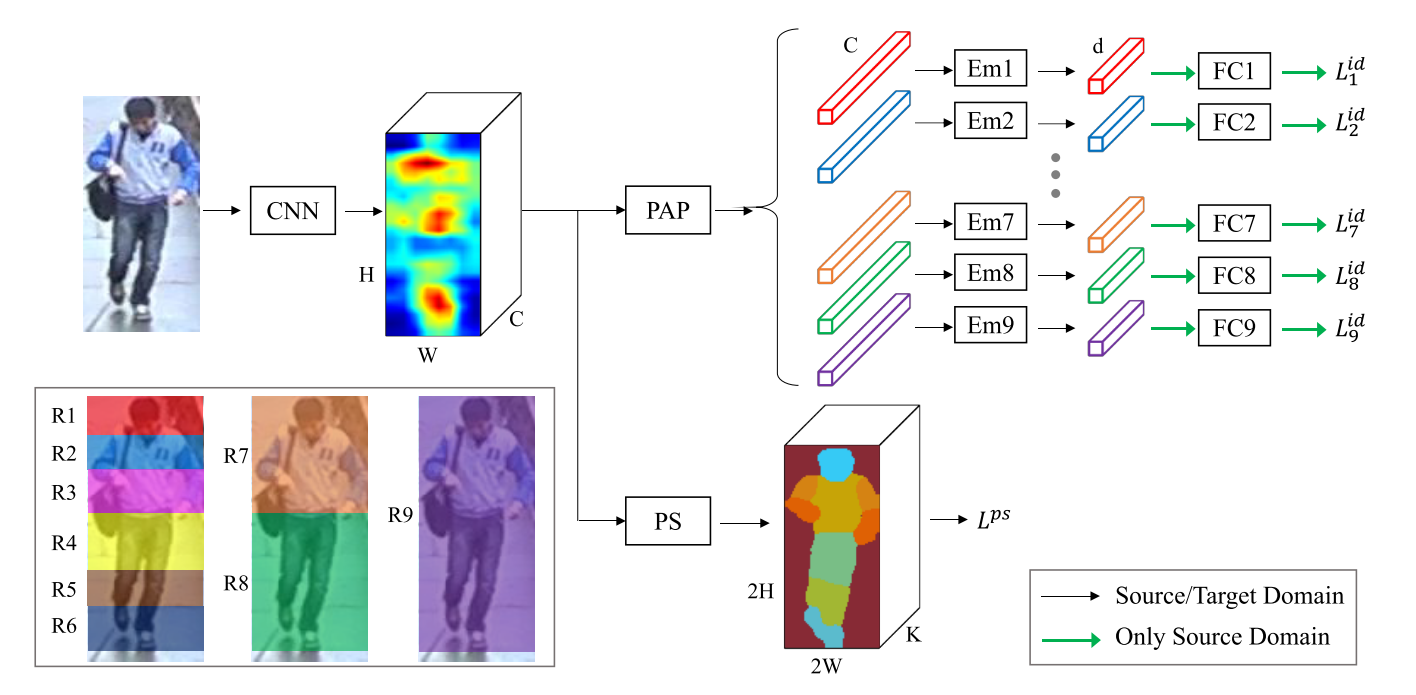 C
d
Em1
FC1
L_1^{id}
Em2
FC2
L_2^{id}
CNN
PAP
H
C
W
Em7
FC7
L_7^{id}
Em8
FC8
L_8^{id}
Em9
FC9
L_9^{id}
R1
R2
R3
R4
R5
R6
R7
R8
R9
PS
L^{ps}
2H
K
2W
Source/Target Domain
Only Source Domain